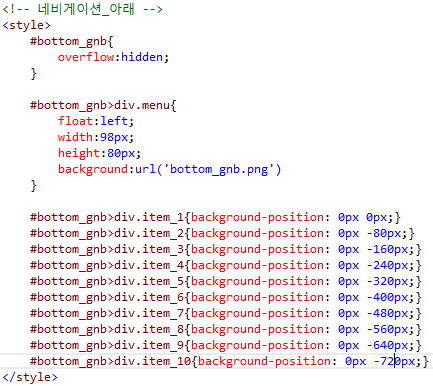 <!-- 네비게이션_아래 -->
<style>
    #bottom_gnb{
        overflow:hidden;
    }

    #bottom_gnb>div.menu{
        float:left;
        width:98px;
        height:80px;
        background:url('bottom_gnb.png')
    }

    #bottom_gnb>div.item_1{background-position: 0px 0px;}
    #bottom_gnb>div.item_2{background-position: 0px -80px;}
    #bottom_gnb>div.item_3{background-position: 0px -160px;}
    #bottom_gnb>div.item_4{background-position: 0px -240px;}
    #bottom_gnb>div.item_5{background-position: 0px -320px;}
    #bottom_gnb>div.item_6{background-position: 0px -400px;}
    #bottom_gnb>div.item_7{background-position: 0px -480px;}
    #bottom_gnb>div.item_8{background-position: 0px -560px;}
    #bottom_gnb>div.item_9{background-position: 0px -640px;}
    #bottom_gnb>div.item_10{background-position: 0px -720px;}
</style>